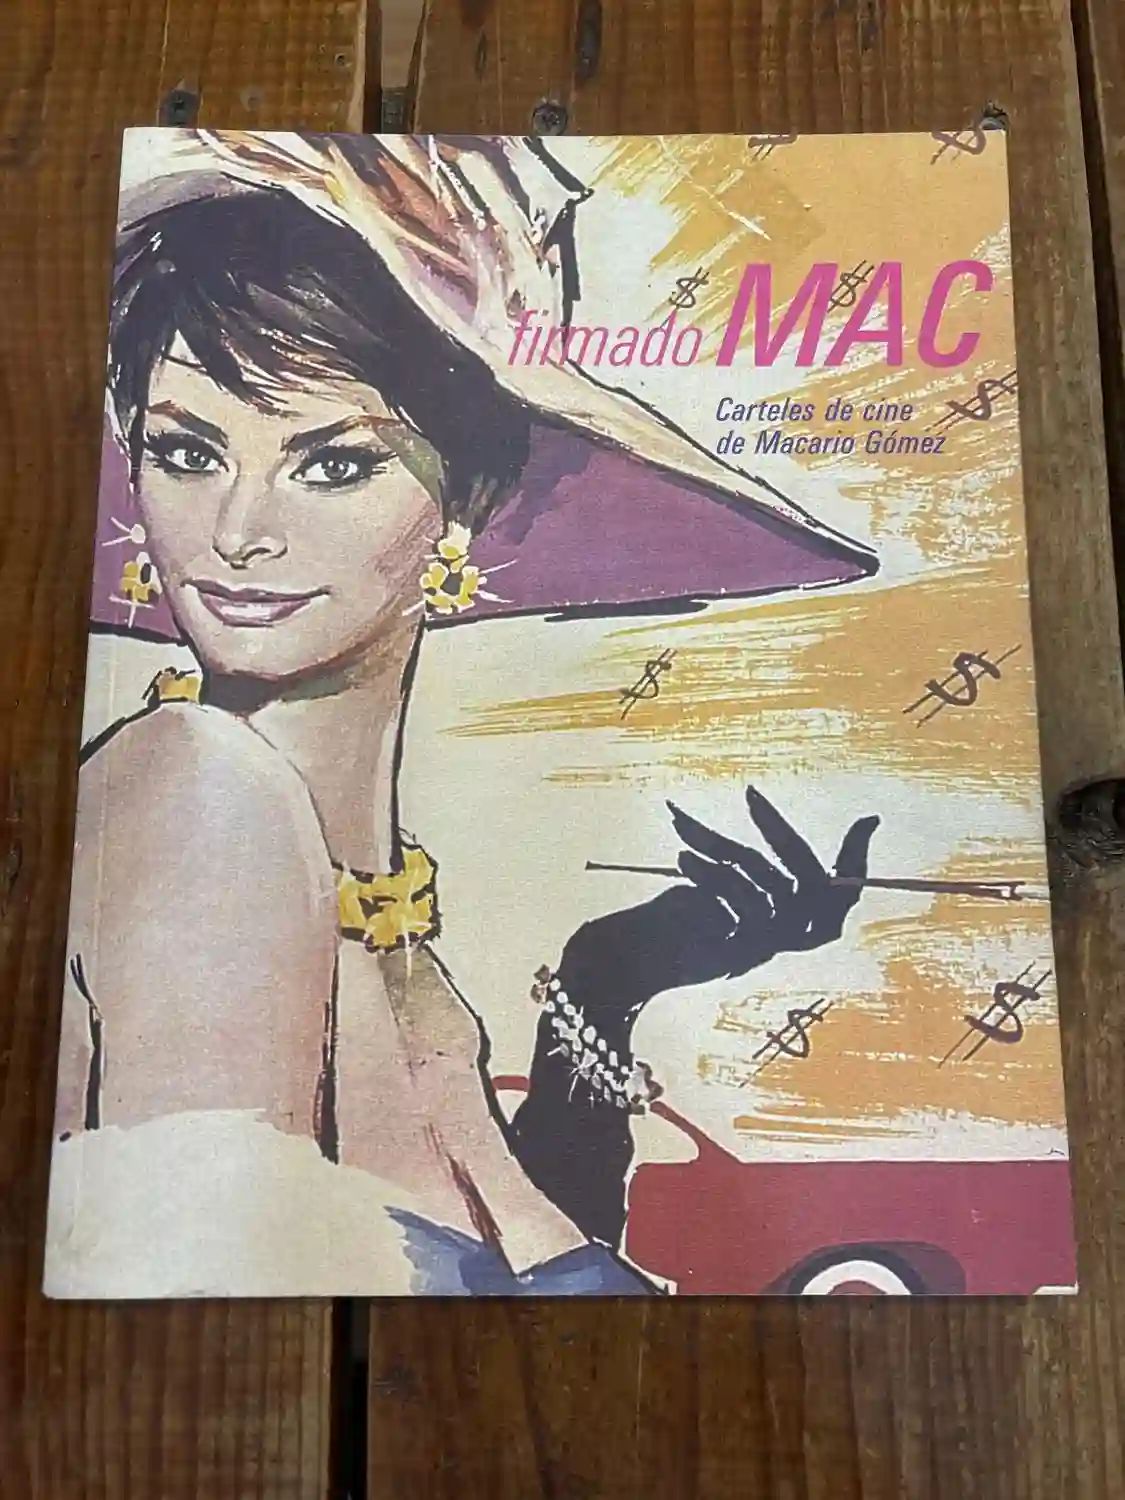 firmado MAC
Carteles de cine
de Macario Gómez